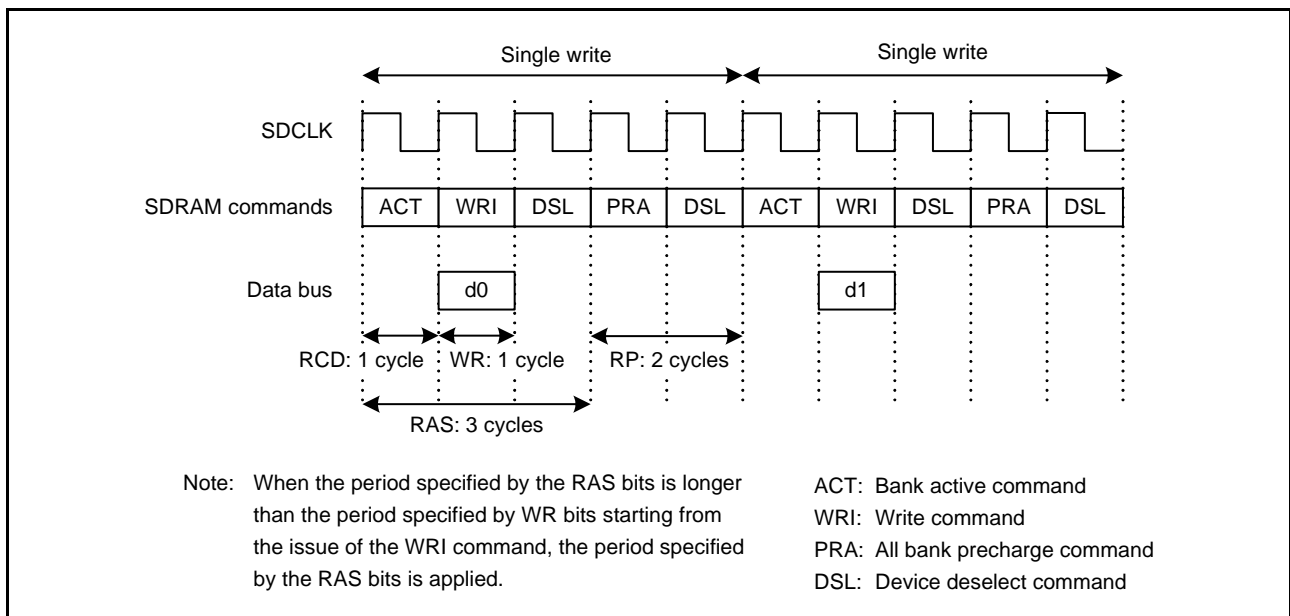 Single write Single write
SDCLK
SDRAM commands ACT WRI DSL PRA DSL ACT WRI DSL PRA DSL
Data bus d0 d1
RCD: 1 cycle WR: 1 cycle RP: 2 cycles
RAS: 3 cycles
Note: When the period specified by the RAS bits is longer
than the period specified by WR bits starting from
the issue of the WRI command, the period specified
by the RAS bits is applied.
ACT: Bank active command
WRI: Write command
PRA: All bank precharge command
DSL: Device deselect command